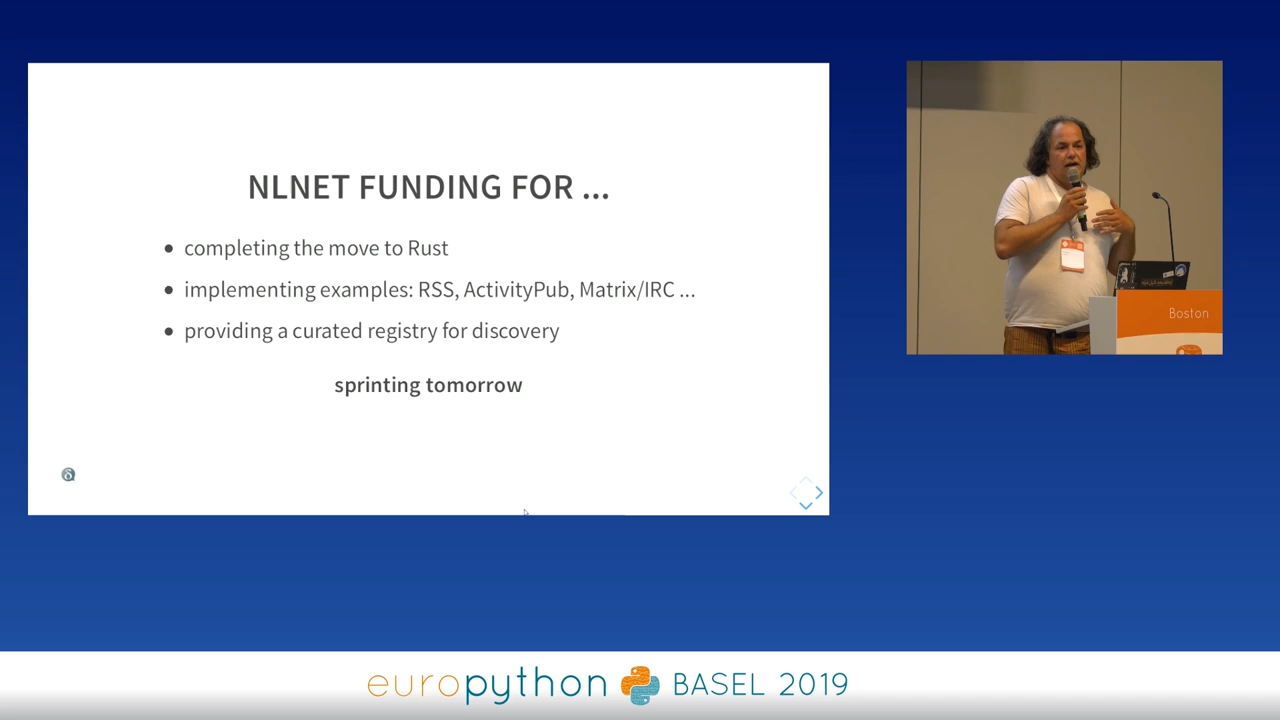 NLNET FUNDING FOR ...
• completing the move to Rust
• implementing examples: RSS, ActivityPub, Matrix/IRC ...
• providing a curated registry for discovery
sprinting tomorrow
Boston
europython BASEL 2019